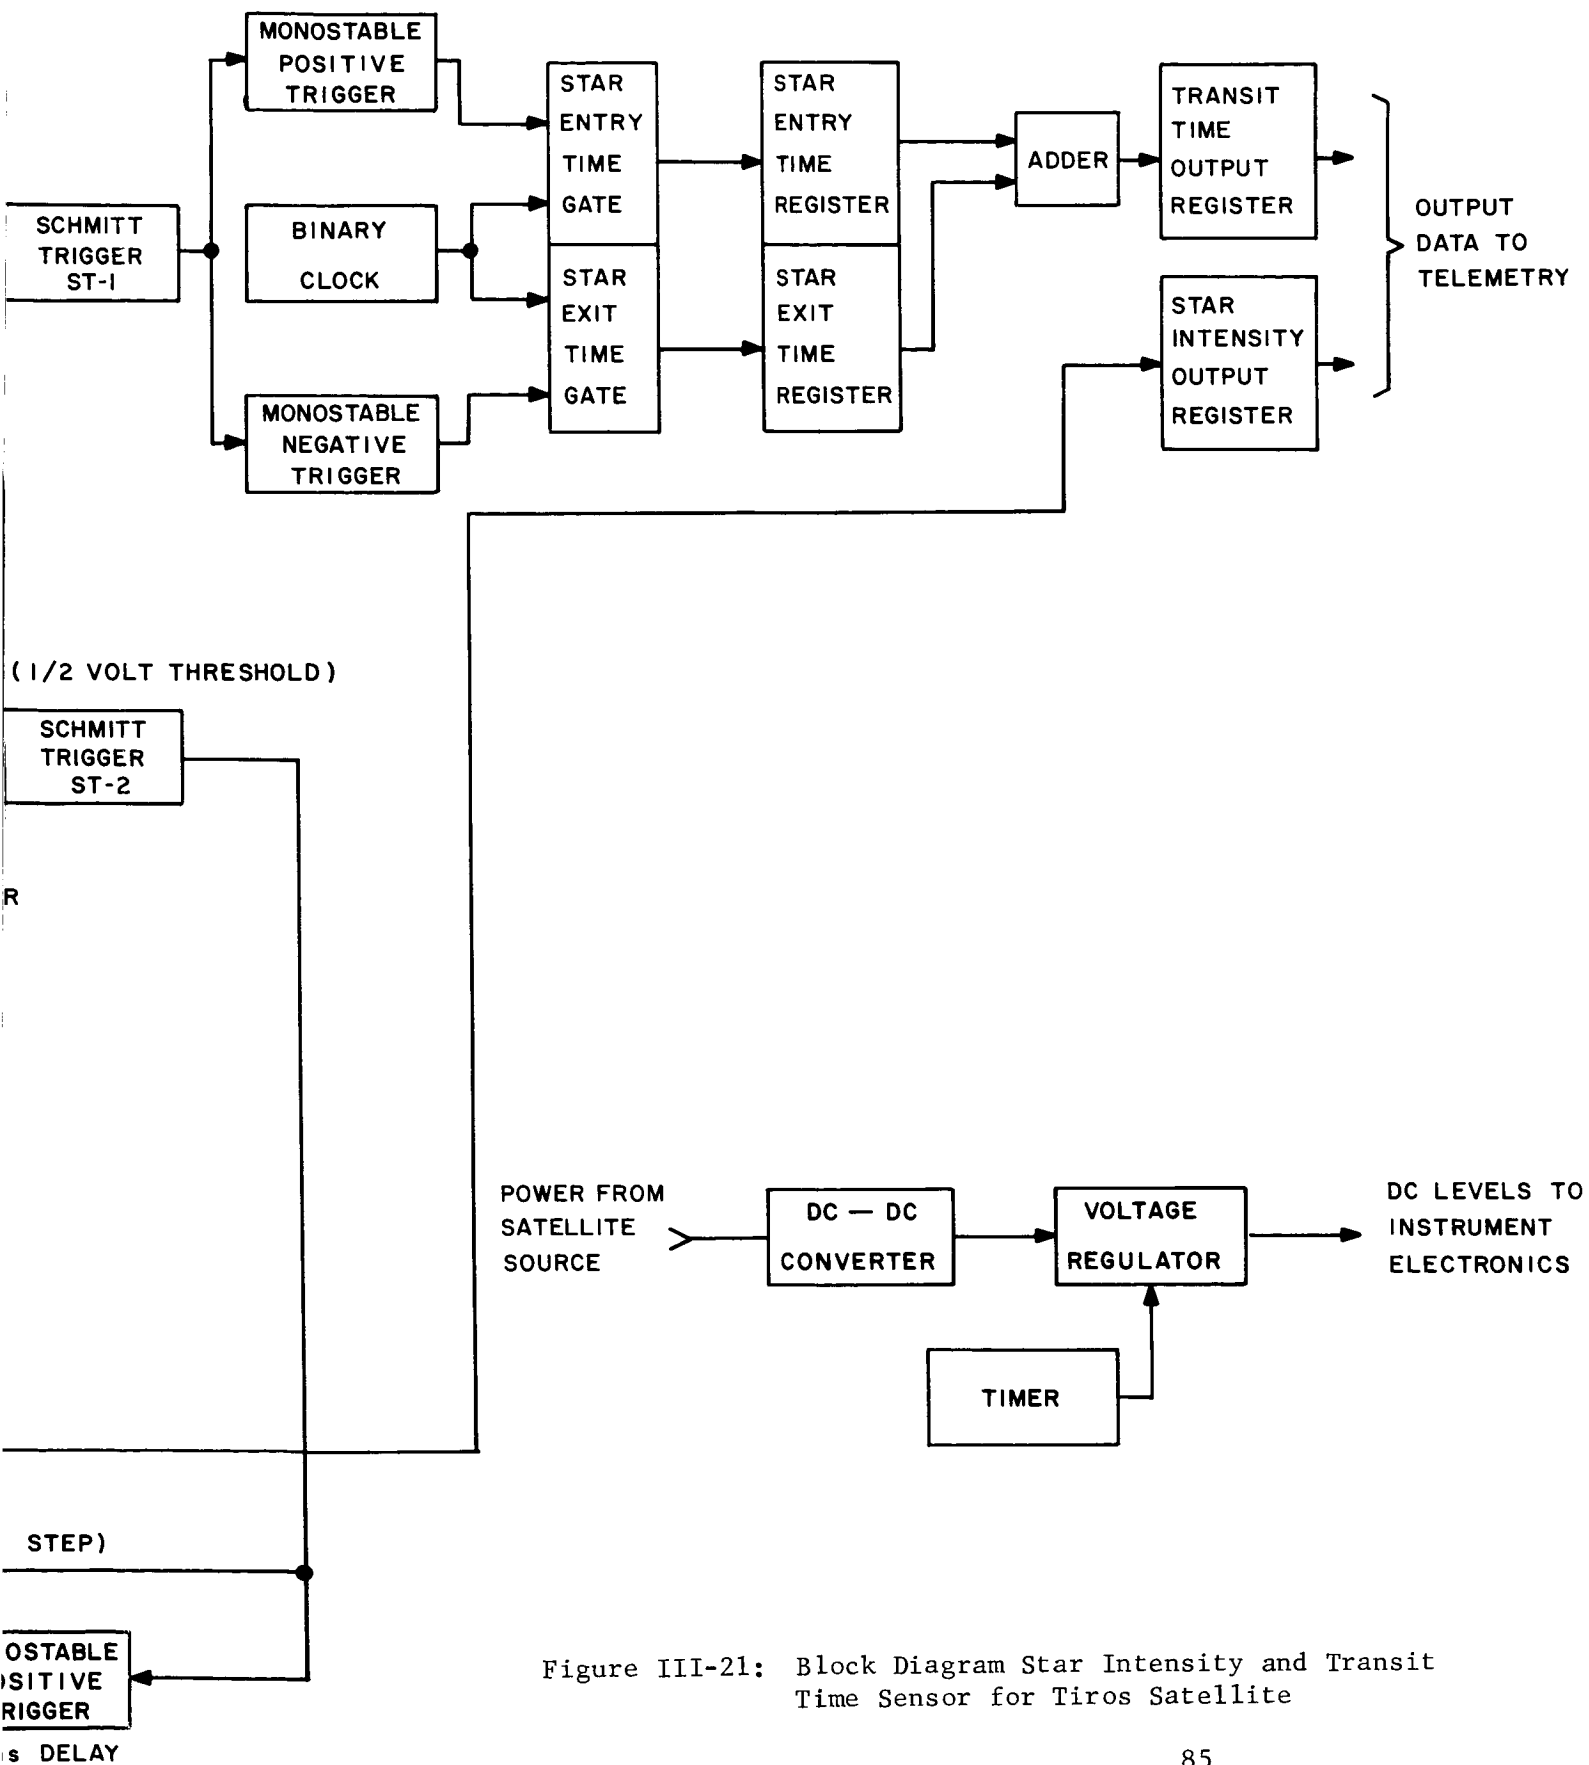 MONOSTABLE
POSITIVE
TRIGGER
SCHMITT
TRIGGER
ST-1
BINARY
CLOCK
MONOSTABLE
NEGATIVE
TRIGGER
STAR
ENTRY
TIME
GATE
STAR
EXIT
TIME
GATE
STAR
ENTRY
TIME
REGISTER
STAR
EXIT
TIME
REGISTER
ADDER
TRANSIT
TIME
OUTPUT
REGISTER
STAR
INTENSITY
OUTPUT
REGISTER
OUTPUT
DATA TO
TELEMETRY
(1/2 VOLT THRESHOLD)
SCHMITT
TRIGGER
ST-2
R
POWER FROM
SATELLITE
SOURCE
DC — DC
CONVERTER
VOLTAGE
REGULATOR
DC LEVELS TO
INSTRUMENT
ELECTRONICS
TIMER
STEP)
OSTABLE
OSITIVE
RIGGER
s DELAY
Figure III-21: Block Diagram Star Intensity and Transit
Time Sensor for Tiros Satellite
85